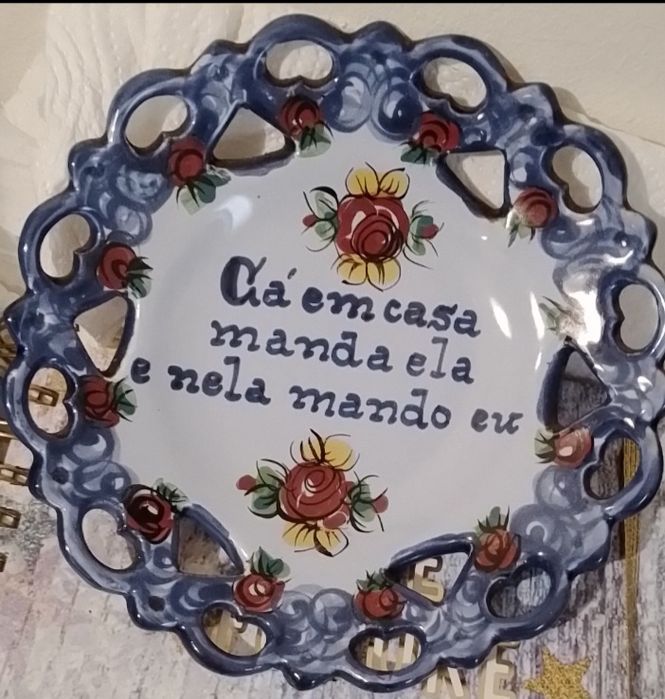 Cá em casa
manda ela
e nela mando eu